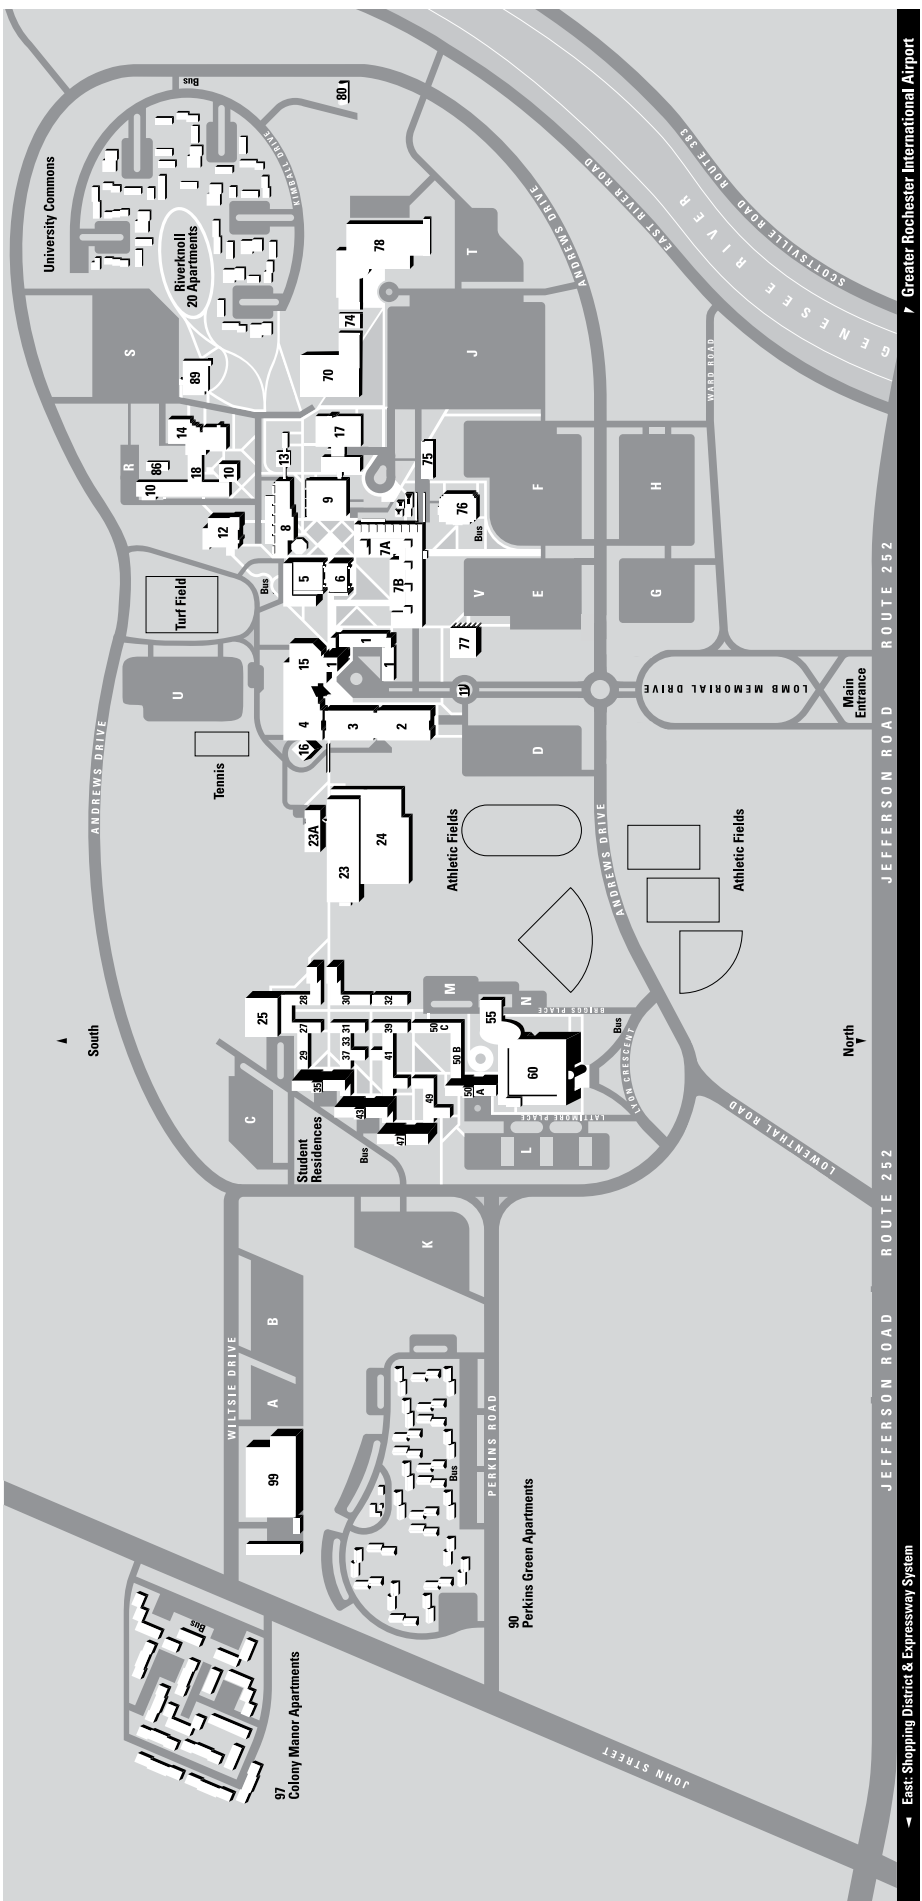 South
ANDREWS DRIVE
University Commons
97
Colony Manor Apartments
Bus
WILTSIE DRIVE
99
A
B
C
Student
Residences
Tennis
U
Turf Field
Bus
12
10
86
18
10
R
14
89
S
Riverknoll
20 Apartments
KIMBALL DRIVE
Bus
80
25
28
27
29
35
31
33
37
30
32
39
41
43
47
49
50
A
50 B
50
C
Bus
23A
23
24
16
4
3
2
15
1
1
1
5
6
7B
7A
8
9
13
17
70
74
78
11
77
76
75
Bus
J
T
ANDREWS DRIVE
90
Perkins Green Apartments
Bus
PERKINS ROAD
K
L
M
N
55
60
BRIGGS PLACE
LATTIMORE PLACE
LYON CRESCENT
Bus
Athletic Fields
D
V
E
F
G
H
ANDREWS DRIVE
ANDREWS DRIVE
Athletic Fields
LOMB MEMORIAL DRIVE
WARD ROAD
EAST RIVER ROAD
GENESEE RIVER
SCOTTSVILLE ROAD
ROUTE 383
JOHN STREET
LOWENTHAL ROAD
North
Main
Entrance
JEFFERSON ROAD
ROUTE 252
JEFFERSON ROAD
ROUTE 252
East: Shopping District & Expressway System
Greater Rochester International Airport